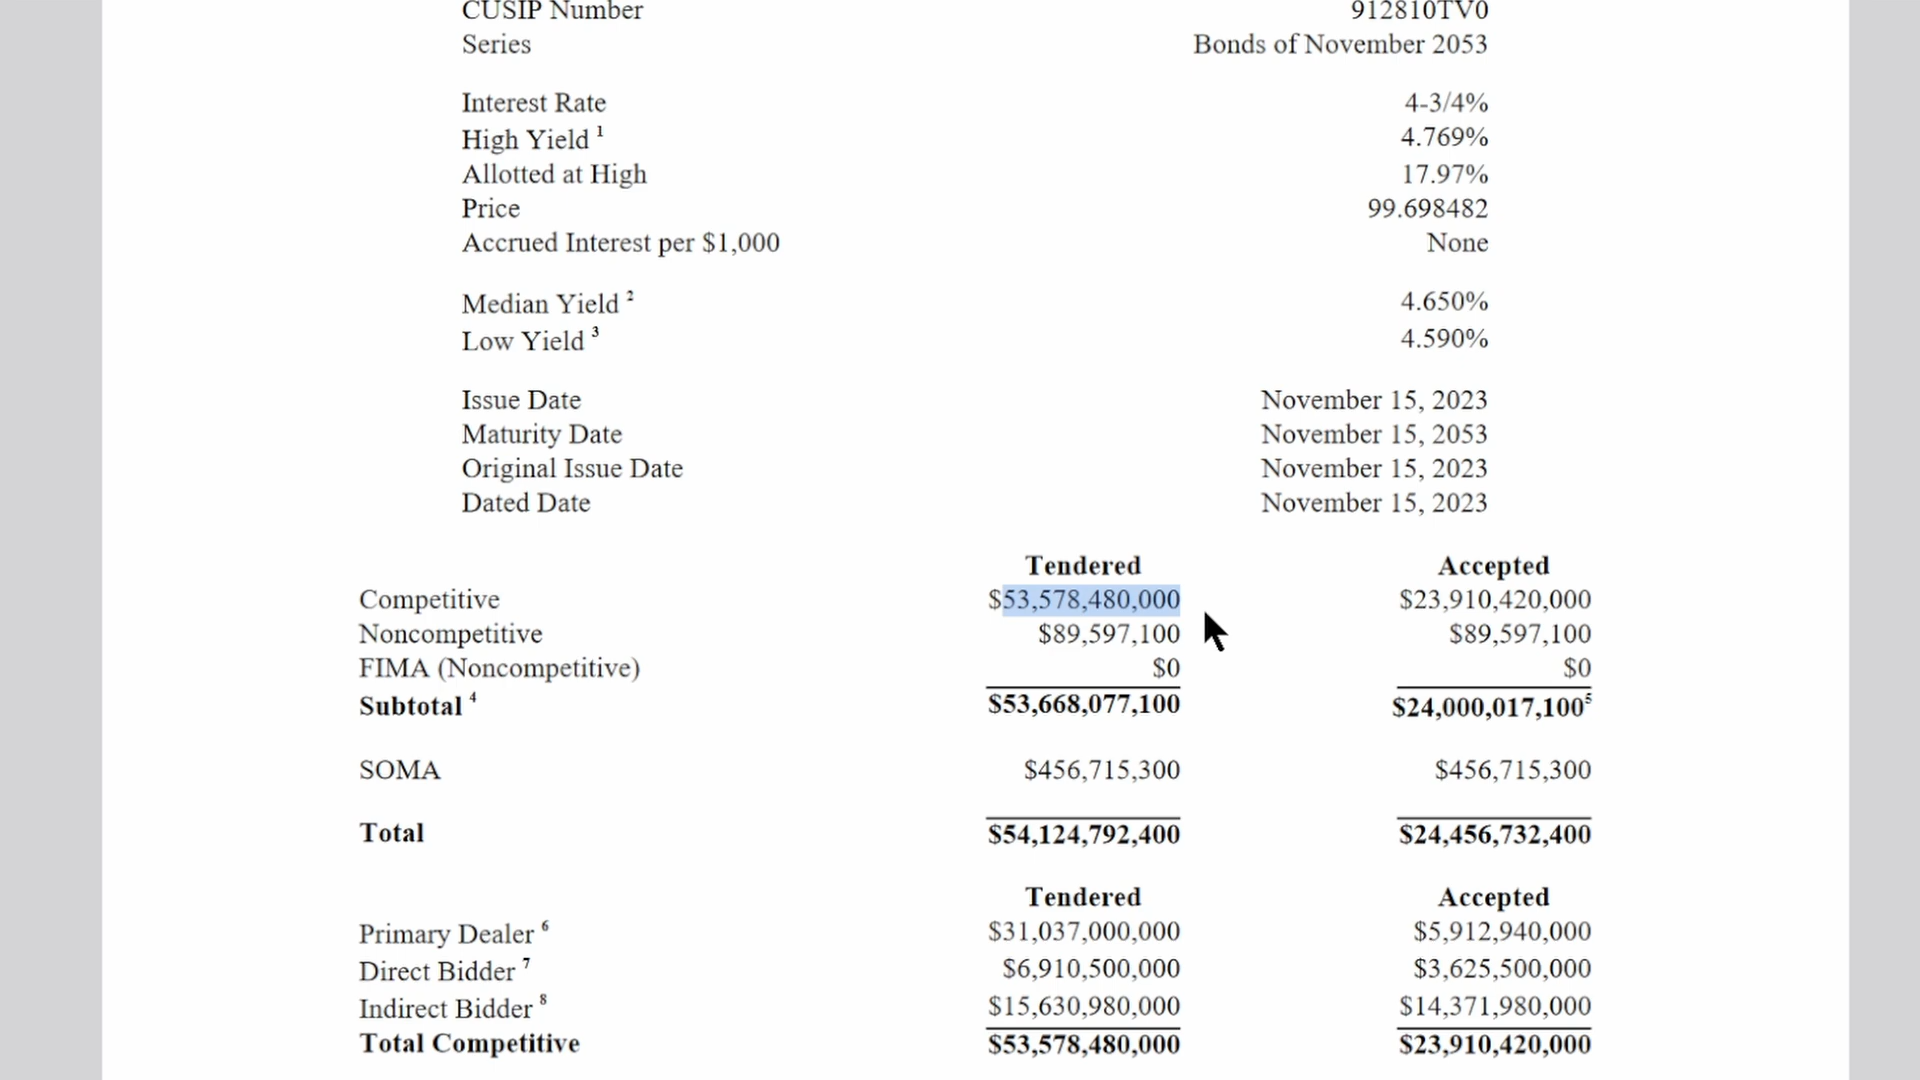 CUSIP Number 912810TV0
Series Bonds of November 2053
Interest Rate 4-3/4%
High Yield 1 4.769%
Allotted at High 17.97%
Price 99.698482
Accrued Interest per $1,000 None
Median Yield 2 4.650%
Low Yield 3 4.590%
Issue Date November 15, 2023
Maturity Date November 15, 2053
Original Issue Date November 15, 2023
Dated Date November 15, 2023
Tendered Accepted
Competitive $53,578,480,000 $23,910,420,000
Noncompetitive $89,597,100 $89,597,100
FIMA (Noncompetitive) $0 $0
Subtotal 4 $53,668,077,100 $24,000,017,100 5
SOMA $456,715,300 $456,715,300
Total $54,124,792,400 $24,456,732,400
Tendered Accepted
Primary Dealer 6 $31,037,000,000 $5,912,940,000
Direct Bidder 7 $6,910,500,000 $3,625,500,000
Indirect Bidder 8 $15,630,980,000 $14,371,980,000
Total Competitive $53,578,480,000 $23,910,420,000